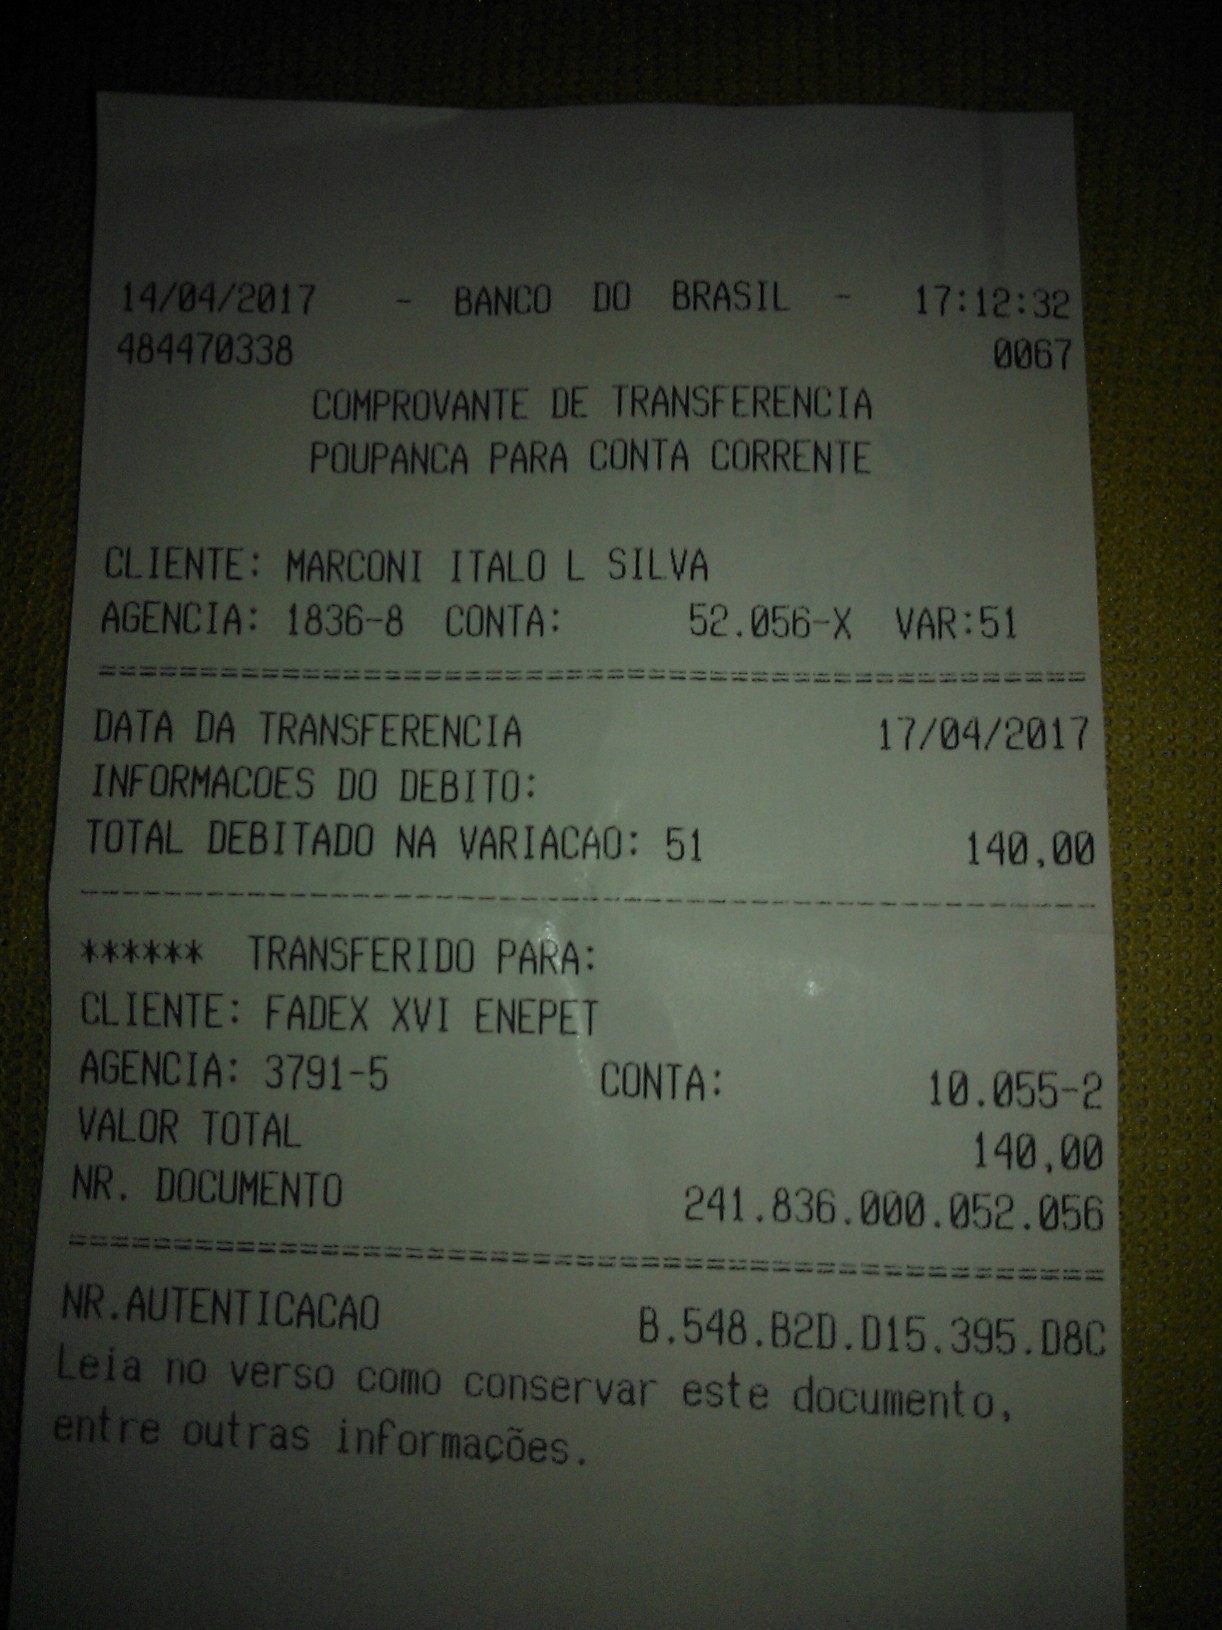 14/04/2017 - BANCO DO BRASIL - 17:12:32
484470338 0067
COMPROVANTE DE TRANSFERENCIA
POUPANCA PARA CONTA CORRENTE
CLIENTE: MARCONI ITALO L SILVA
AGENCIA: 1836-8 CONTA: 52.056-X VAR:51
================================================
DATA DA TRANSFERENCIA 17/04/2017
INFORMACOES DO DEBITO:
TOTAL DEBITADO NA VARIACAO: 51 140,00
------------------------------------------------
****** TRANSFERIDO PARA:
CLIENTE: FADEX XVI ENEPET
AGENCIA: 3791-5 CONTA: 10.055-2
VALOR TOTAL 140,00
NR. DOCUMENTO 241.836.000.052.056
================================================
NR.AUTENTICACAO B.548.B2D.D15.395.D8C
Leia no verso como conservar este documento,
entre outras informações.